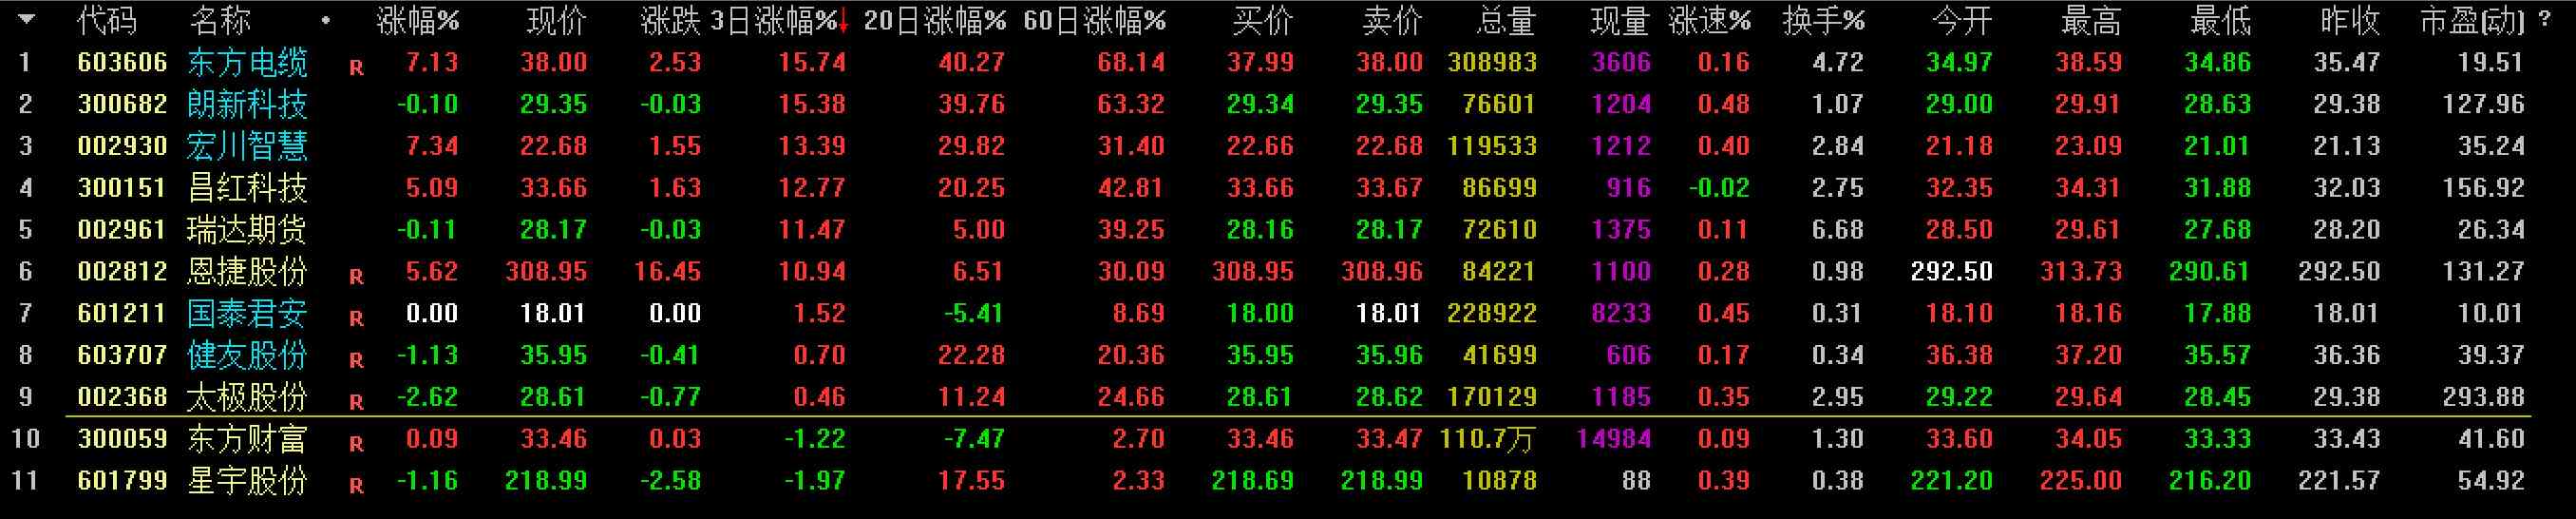 代码 名称 • 涨幅% 现价 涨跌 3日涨幅%↓ 20日涨幅% 60日涨幅% 买价 卖价 总量 现量 涨速% 换手% 今开 最高 最低 昨收 市盈(动) ?
1 603606 东方电缆 R 7.13 38.00 2.53 15.74 40.27 68.14 37.99 38.00 308983 3606 0.16 4.72 34.97 38.59 34.86 35.47 19.51
2 300682 朗新科技 -0.10 29.35 -0.03 15.38 39.76 63.32 29.34 29.35 76601 1204 0.48 1.07 29.00 29.91 28.63 29.38 127.96
3 002930 宏川智慧 7.34 22.68 1.55 13.39 29.82 31.40 22.66 22.68 119533 1212 0.40 2.84 21.18 23.09 21.01 21.13 35.24
4 300151 昌红科技 5.09 33.66 1.63 12.77 20.25 42.81 33.66 33.67 86699 916 -0.02 2.75 32.35 34.31 31.88 32.03 156.92
5 002961 瑞达期货 -0.11 28.17 -0.03 11.47 5.00 39.25 28.16 28.17 72610 1375 0.11 6.68 28.50 29.61 27.68 28.20 26.34
6 002812 恩捷股份 R 5.62 308.95 16.45 10.94 6.51 30.09 308.95 308.96 84221 1100 0.28 0.98 292.50 313.73 290.61 292.50 131.27
7 601211 国泰君安 R 0.00 18.01 0.00 1.52 -5.41 8.69 18.00 18.01 228922 8233 0.45 0.31 18.10 18.16 17.88 18.01 10.01
8 603707 健友股份 R -1.13 35.95 -0.41 0.70 22.28 20.36 35.95 35.96 41699 606 0.17 0.34 36.38 37.20 35.57 36.36 39.37
9 002368 太极股份 R -2.62 28.61 -0.77 0.46 11.24 24.66 28.61 28.62 170129 1185 0.35 2.95 29.22 29.64 28.45 29.38 293.88
10 300059 东方财富 R 0.09 33.46 0.03 -1.22 -7.47 2.70 33.46 33.47 110.7万 14984 0.09 1.30 33.60 34.05 33.33 33.43 41.60
11 601799 星宇股份 R -1.16 218.99 -2.58 -1.97 17.55 2.33 218.69 218.99 10878 88 0.39 0.38 221.20 225.00 216.20 221.57 54.92